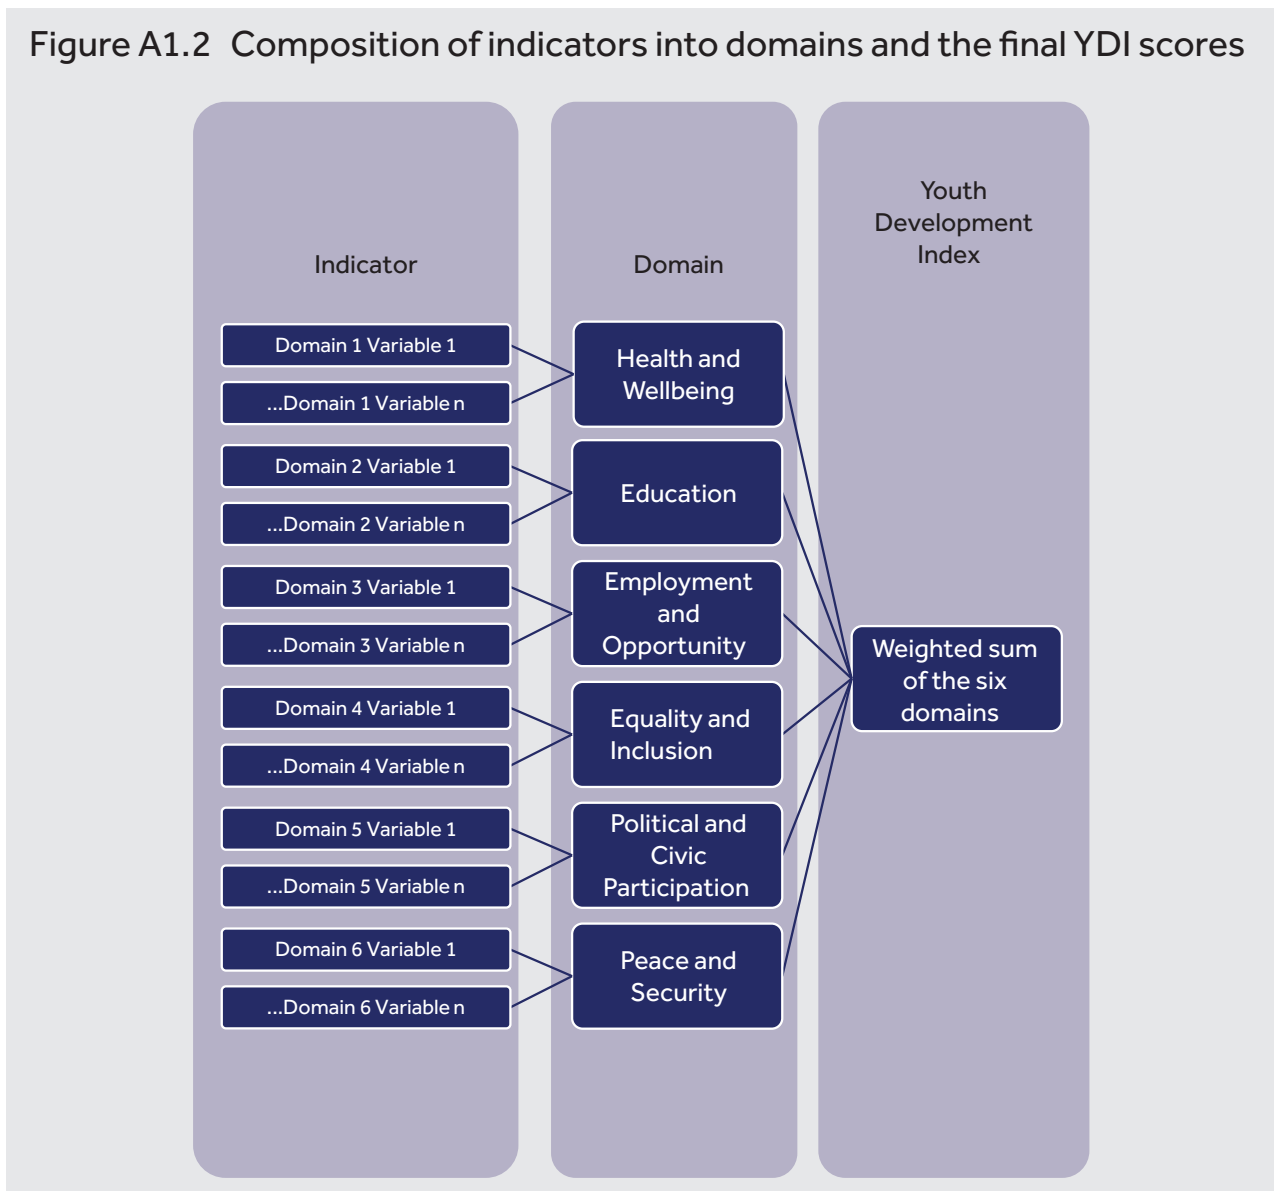 Figure A1.2 Composition of indicators into domains and the final YDI scores
Indicator
Domain 1 Variable 1
...Domain 1 Variable n
Domain 2 Variable 1
...Domain 2 Variable n
Domain 3 Variable 1
...Domain 3 Variable n
Domain 4 Variable 1
...Domain 4 Variable n
Domain 5 Variable 1
...Domain 5 Variable n
Domain 6 Variable 1
...Domain 6 Variable n
Domain
Health and
Wellbeing
Education
Employment
and
Opportunity
Equality and
Inclusion
Political and
Civic
Participation
Peace and
Security
Youth
Development
Index
Weighted sum
of the six
domains